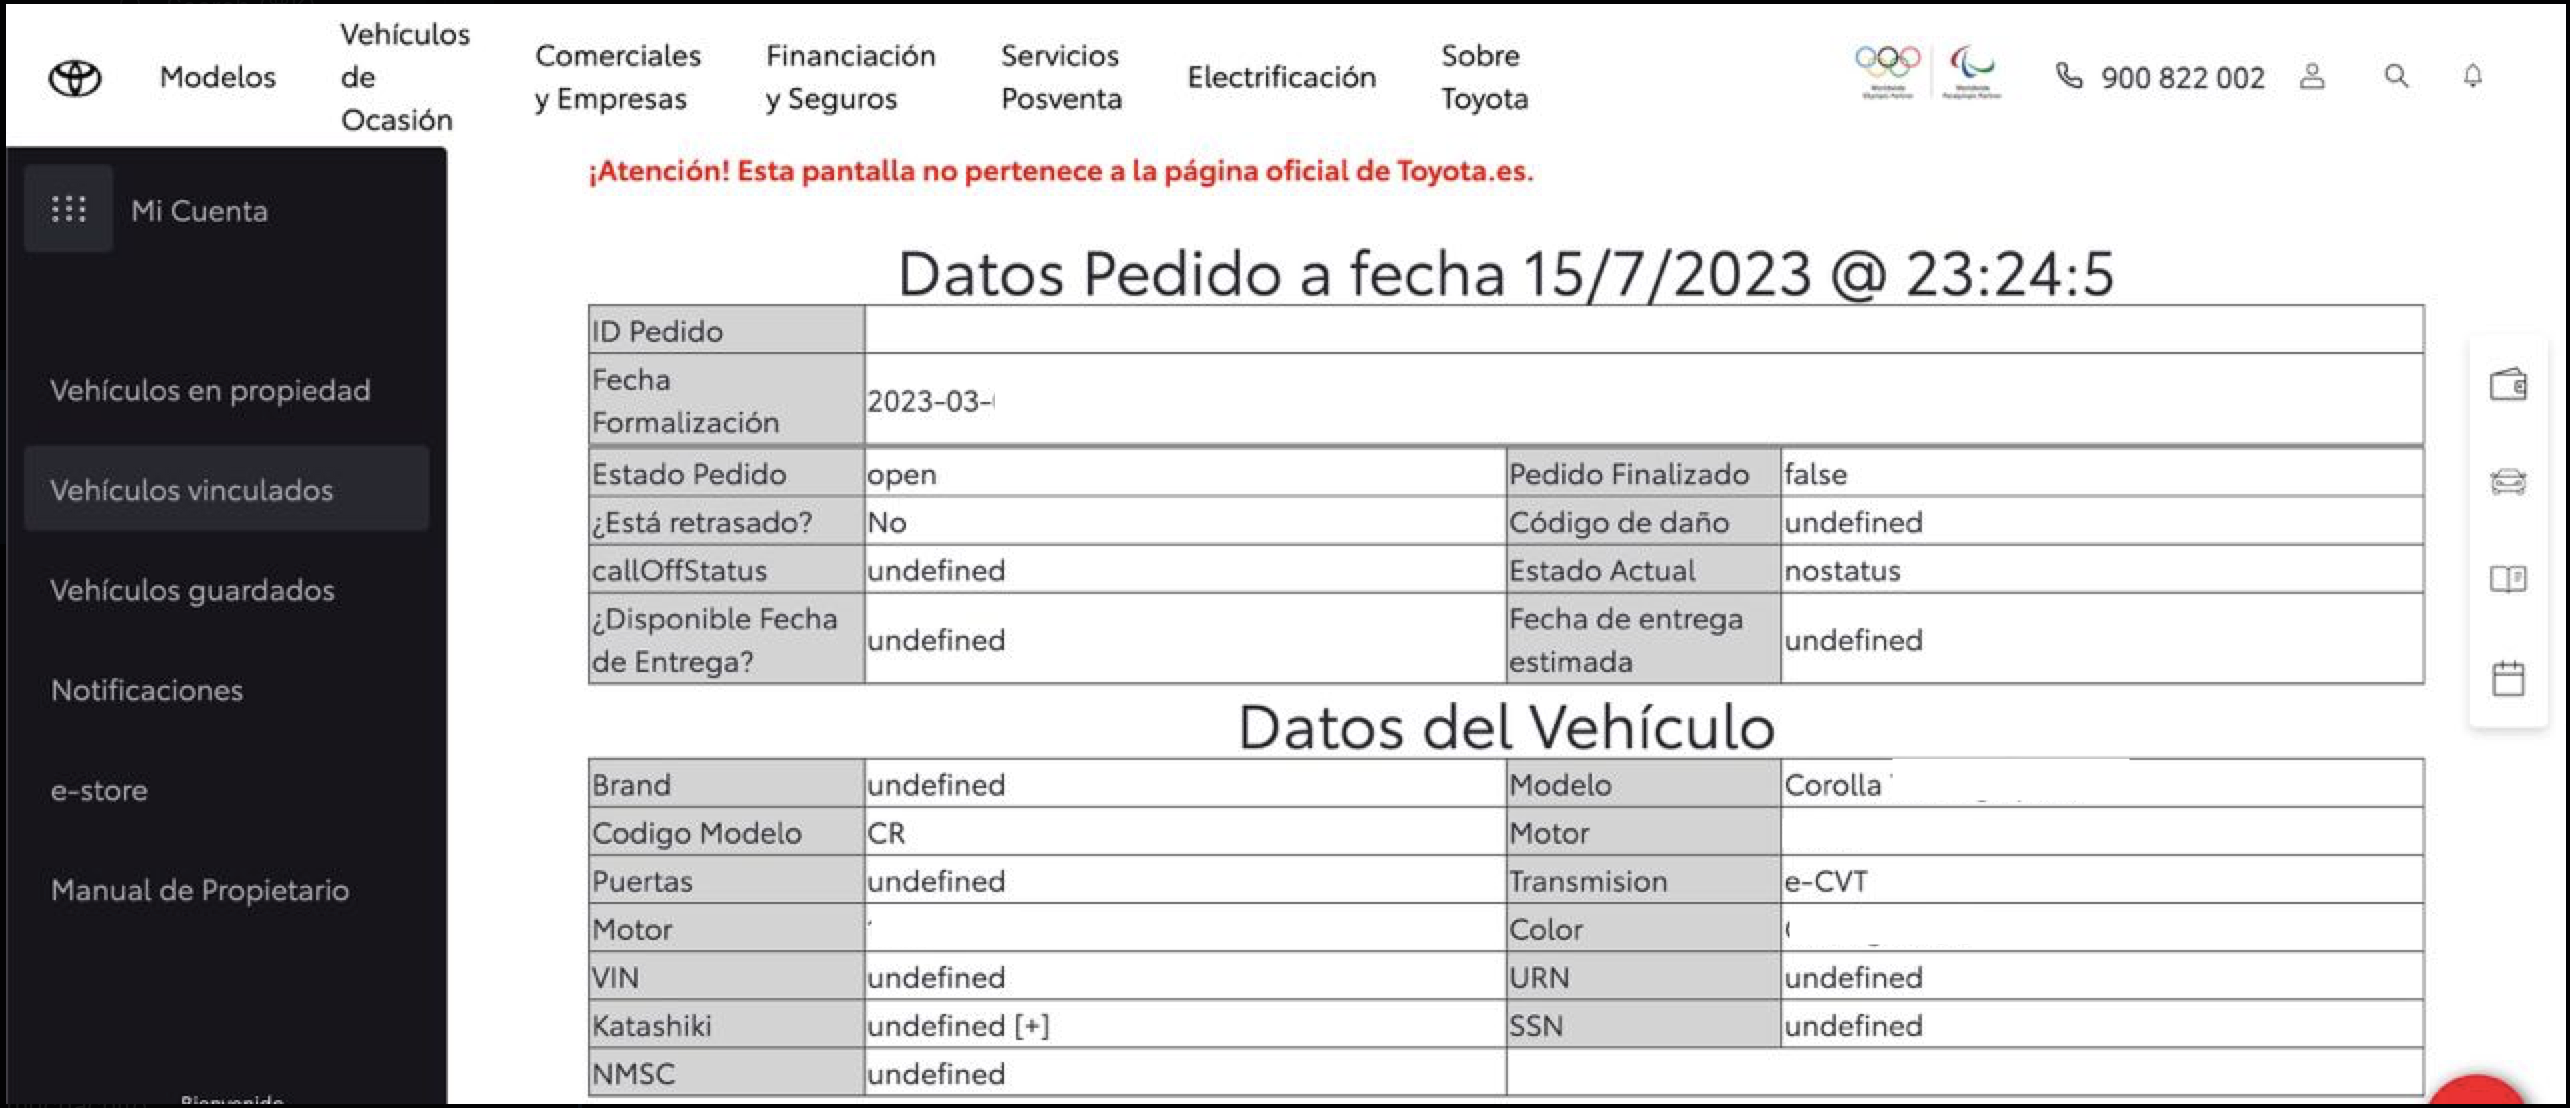 Modelos
Vehículos
de
Ocasión
Comerciales
y Empresas
Financiación
y Seguros
Servicios
Posventa
Electrificación
Sobre
Toyota
900 822 002
Mi Cuenta
Vehículos en propiedad
Vehículos vinculados
Vehículos guardados
Notificaciones
e-store
Manual de Propietario
¡Atención! Esta pantalla no pertenece a la página oficial de Toyota.es.
Datos Pedido a fecha 15/7/2023 @ 23:24:5
ID Pedido
Fecha
Formalización
2023-03-
Estado Pedido open Pedido Finalizado false
¿Está retrasado? No Código de daño undefined
callOffStatus undefined Estado Actual nostatus
¿Disponible Fecha
de Entrega?
undefined
Fecha de entrega
estimada
undefined
Datos del Vehículo
Brand undefined Modelo Corolla
Codigo Modelo CR Motor
Puertas undefined Transmision e-CVT
Motor Color
VIN undefined URN undefined
Katashiki undefined [+] SSN undefined
NMSC undefined